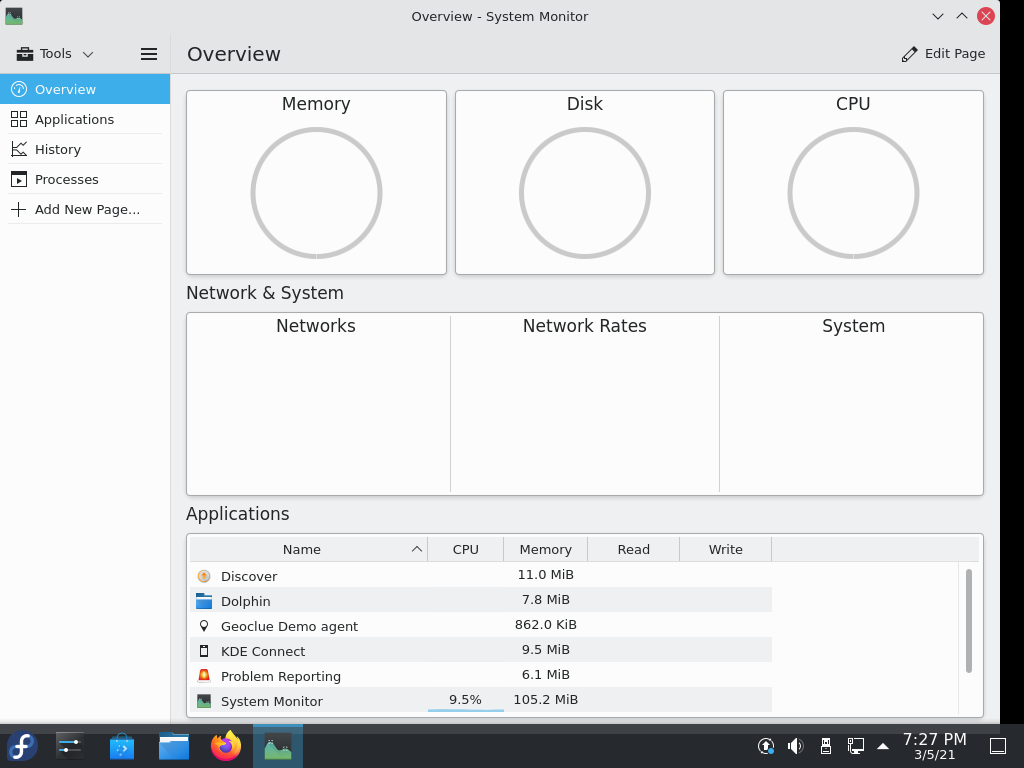 Overview - System Monitor
Tools
Overview
Edit Page
Overview
Applications
History
Processes
Add New Page...
Memory
Disk
CPU
Network & System
Networks
Network Rates
System
Applications
Name CPU Memory Read Write
Discover 11.0 MiB
Dolphin 7.8 MiB
Geoclue Demo agent 862.0 KiB
KDE Connect 9.5 MiB
Problem Reporting 6.1 MiB
System Monitor 9.5% 105.2 MiB
7:27 PM
3/5/21